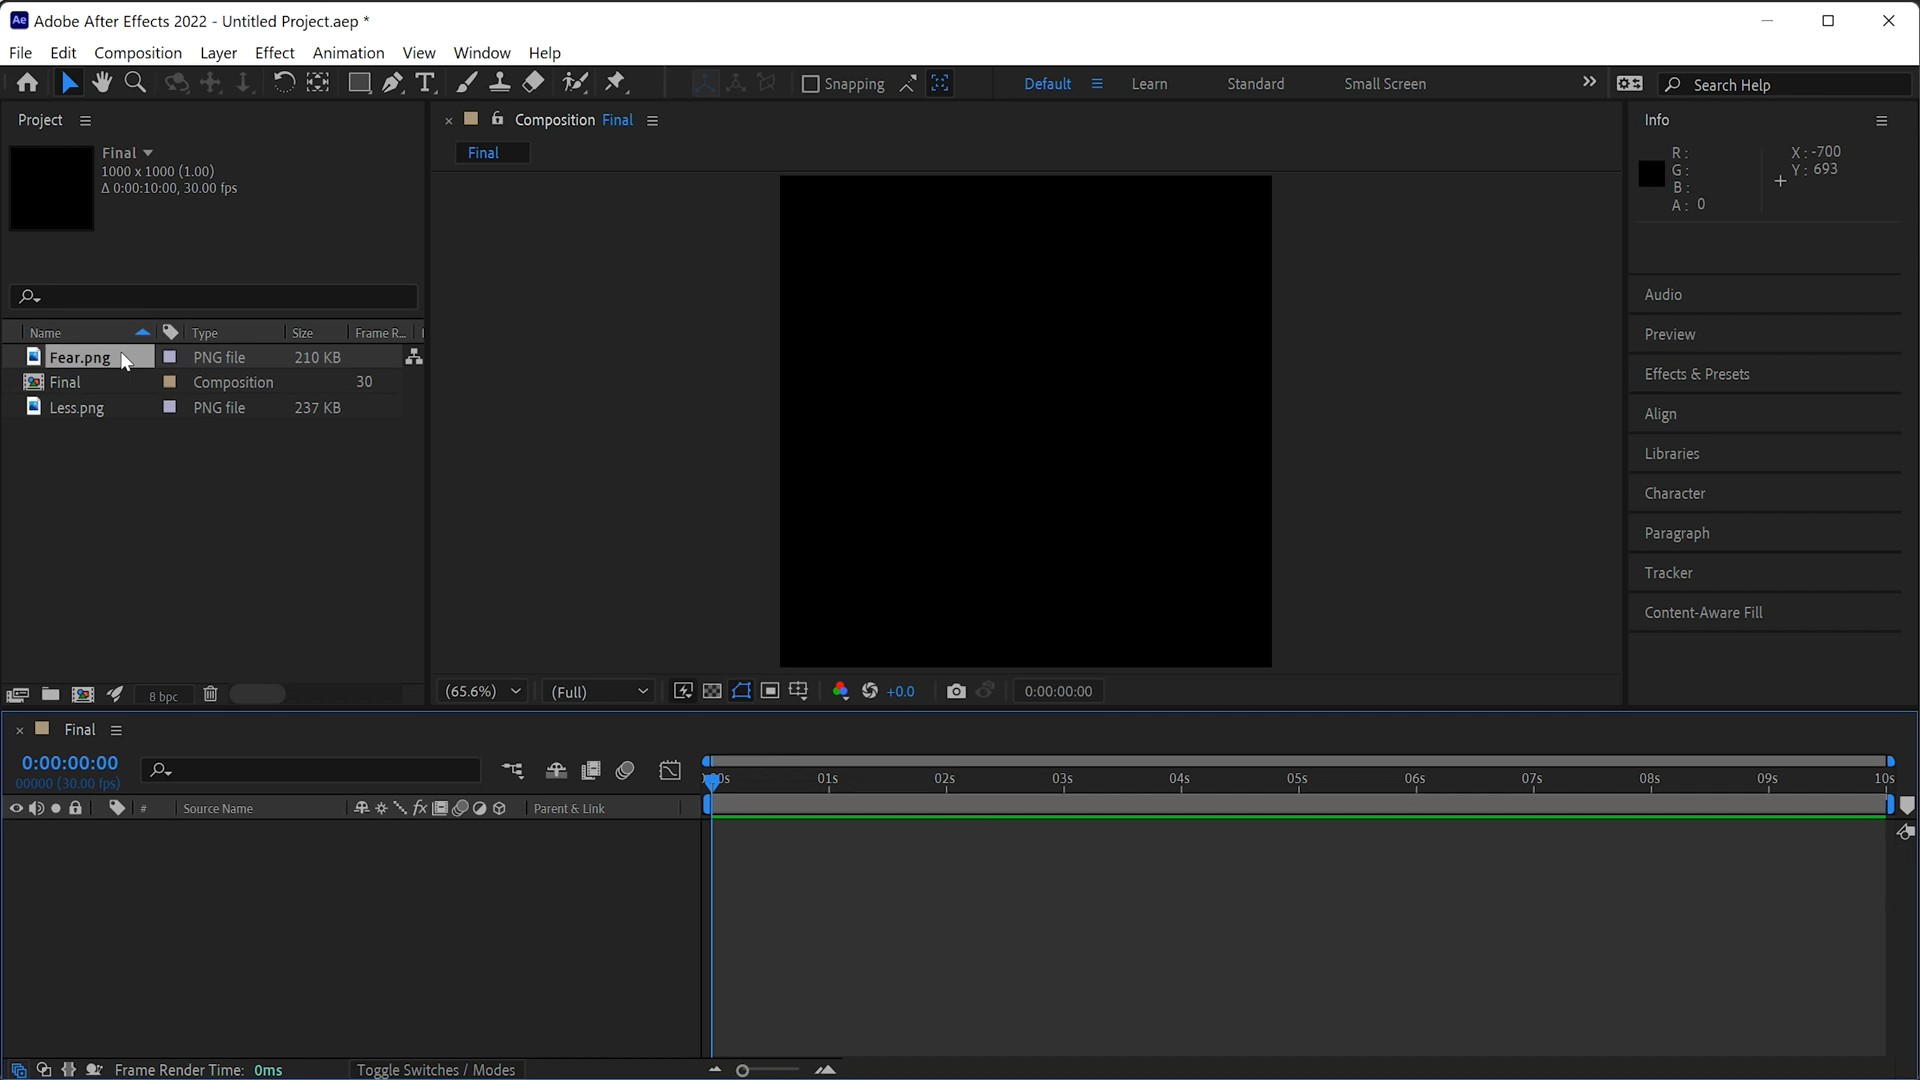 Ae Adobe After Effects 2022 - Untitled Project.aep *
File Edit Composition Layer Effect Animation View Window Help
Snapping Default Learn Standard Small Screen Search Help
Project
Final
1000 x 1000 (1.00)
Δ 0:00:10:00, 30.00 fps
Name Type Size Frame R...
Fear.png PNG file 210 KB
Final Composition 30
Less.png PNG file 237 KB
8 bpc
Composition Final
Final
(65.6%) (Full) +0.0 0:00:00:00
Info
R :
G :
B :
A : 0
X : -700
Y : 693
Audio
Preview
Effects & Presets
Align
Libraries
Character
Paragraph
Tracker
Content-Aware Fill
Final
0:00:00:00
00000 (30.00 fps)
01s 02s 03s 04s 05s 06s 07s 08s 09s 10s
# Source Name fx Parent & Link
Frame Render Time: 0ms Toggle Switches / Modes